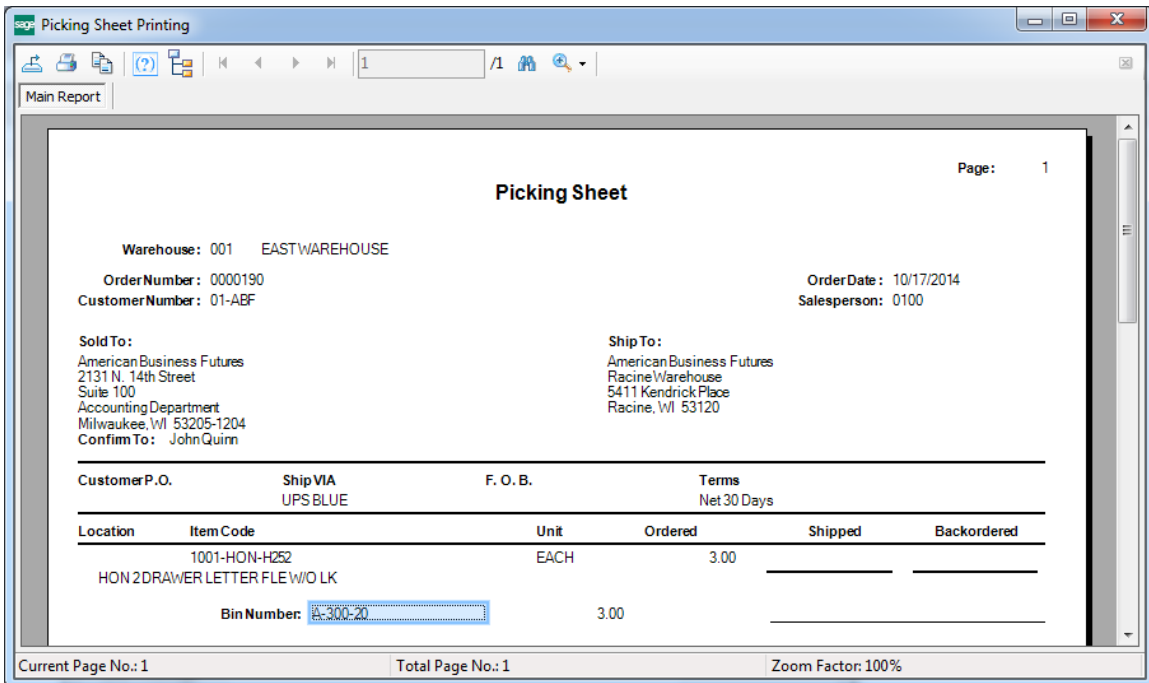 sage Picking Sheet Printing
1 /1
Main Report
Page: 1
Picking Sheet
Warehouse: 001 EAST WAREHOUSE
Order Number: 0000190 Order Date: 10/17/2014
Customer Number: 01-ABF Salesperson: 0100
Sold To: Ship To:
American Business Futures American Business Futures
2131 N. 14th Street Racine Warehouse
Suite 100 5411 Kendrick Place
Accounting Department Racine, WI 53120
Milwaukee, WI 53205-1204
Confirm To: John Quinn
Customer P.O. Ship VIA F. O. B. Terms
UPS BLUE Net 30 Days
Location Item Code Unit Ordered Shipped Backordered
1001-HON-H252 EACH 3.00
HON 2 DRAWER LETTER FLE W/O LK
Bin Number: A-300-20 3.00
Current Page No.: 1 Total Page No.: 1 Zoom Factor: 100%